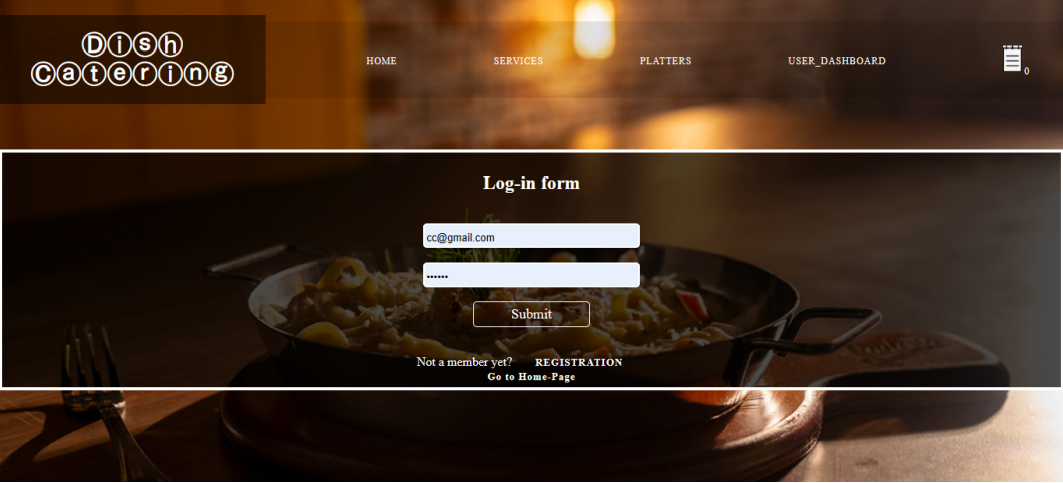 Dish
Catering
HOME SERVICES PLATTERS USER_DASHBOARD 0
Log-in form
cc@gmail.com
••••••
Submit
Not a member yet? REGISTRATION
Go to Home-Page